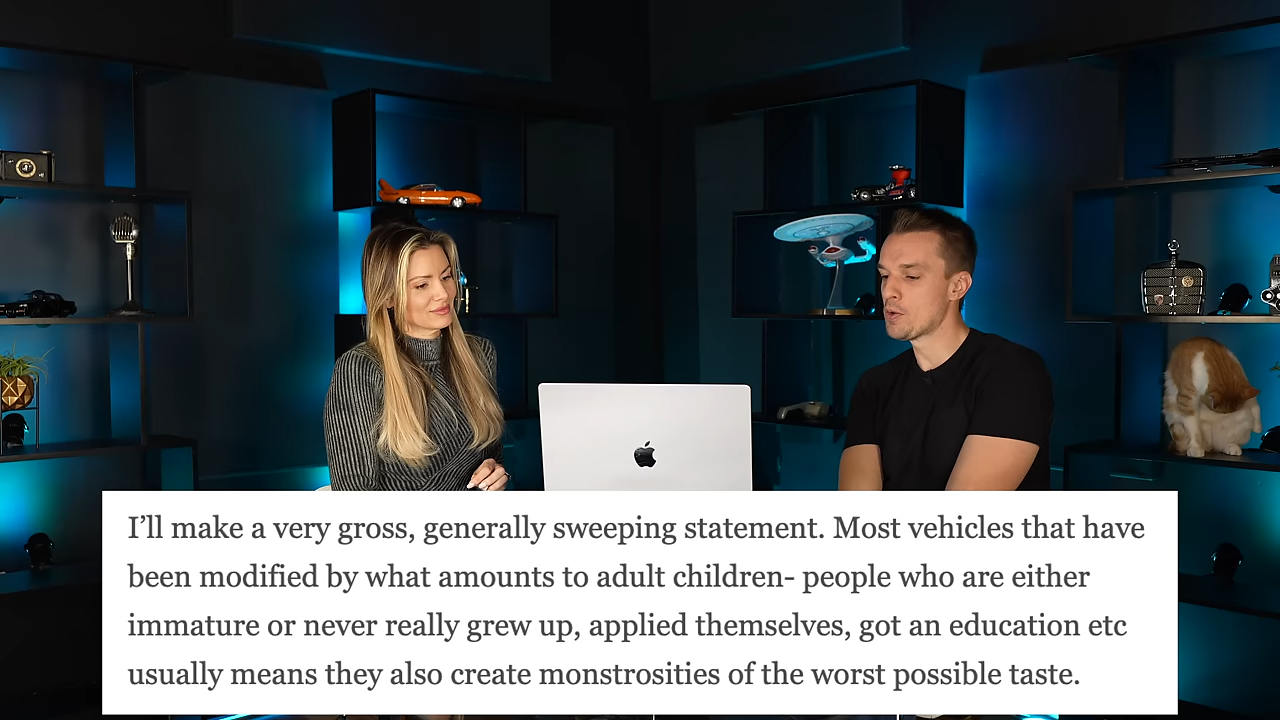 I’ll make a very gross, generally sweeping statement. Most vehicles that have
been modified by what amounts to adult children- people who are either
immature or never really grew up, applied themselves, got an education etc
usually means they also create monstrosities of the worst possible taste.